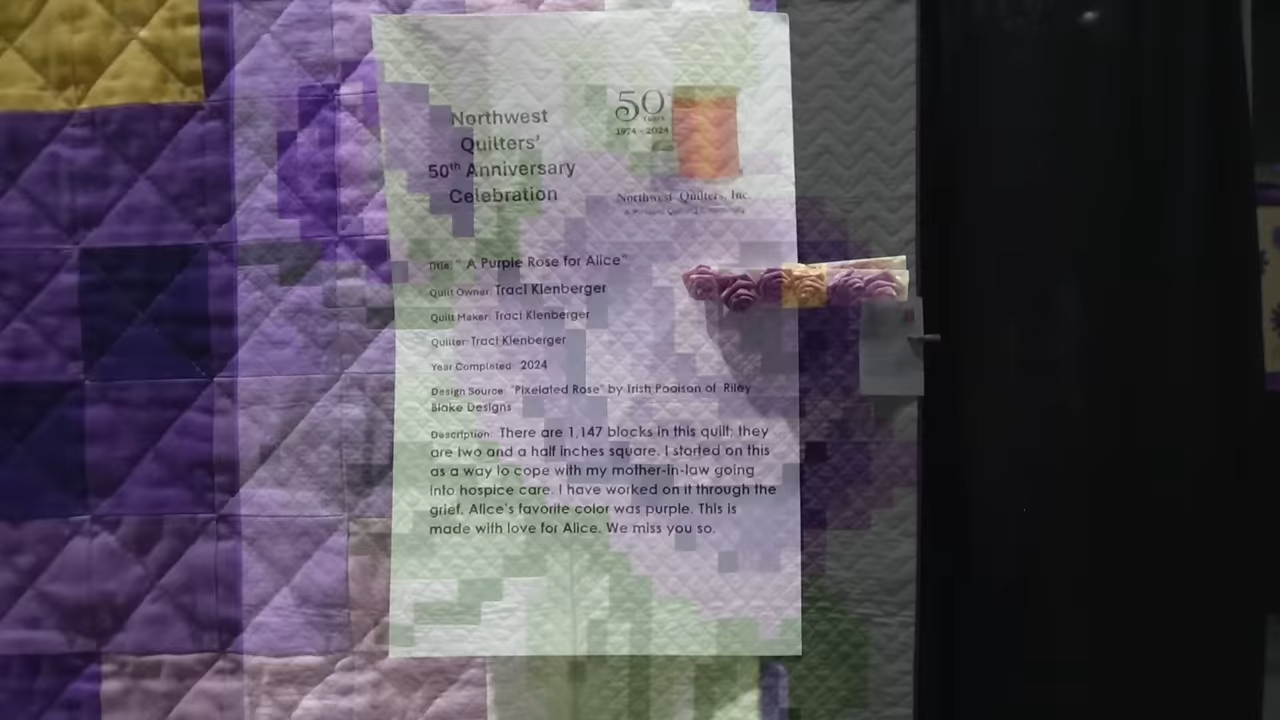 Northwest
Quilters'
50th Anniversary
Celebration
50
Years
1974 - 2024
Northwest Quilters, Inc.
Title: " A Purple Rose for Alice"
Quilt Owner: Traci Klenberger
Quilt Maker: Traci Klenberger
Quilter: Traci Klenberger
Year Completed: 2024
Design Source: "Pixelated Rose" by Irish Poolson of Riley
Blake Designs
Description: There are 1,147 blocks in this quilt; they
are two and a half inches square. I started on this
as a way to cope with my mother-in-law going
into hospice care. I have worked on it through the
grief. Alice's favorite color was purple. This is
made with love for Alice. We miss you so.